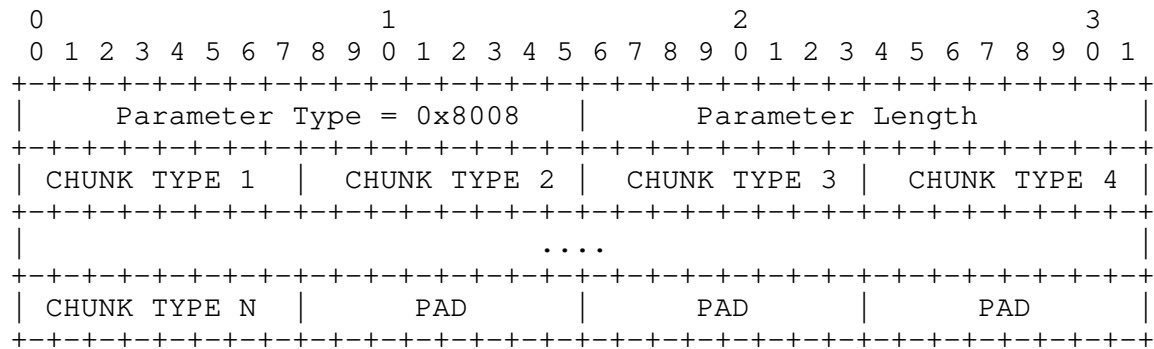 0                   1                   2                   3
 0 1 2 3 4 5 6 7 8 9 0 1 2 3 4 5 6 7 8 9 0 1 2 3 4 5 6 7 8 9 0 1
+-+-+-+-+-+-+-+-+-+-+-+-+-+-+-+-+-+-+-+-+-+-+-+-+-+-+-+-+-+-+-+-+
|     Parameter Type = 0x8008   |      Parameter Length         |
+-+-+-+-+-+-+-+-+-+-+-+-+-+-+-+-+-+-+-+-+-+-+-+-+-+-+-+-+-+-+-+-+
| CHUNK TYPE 1  |  CHUNK TYPE 2 |  CHUNK TYPE 3 |  CHUNK TYPE 4 |
+-+-+-+-+-+-+-+-+-+-+-+-+-+-+-+-+-+-+-+-+-+-+-+-+-+-+-+-+-+-+-+-+
|                             ....                              |
+-+-+-+-+-+-+-+-+-+-+-+-+-+-+-+-+-+-+-+-+-+-+-+-+-+-+-+-+-+-+-+-+
| CHUNK TYPE N  |      PAD      |      PAD      |      PAD      |
+-+-+-+-+-+-+-+-+-+-+-+-+-+-+-+-+-+-+-+-+-+-+-+-+-+-+-+-+-+-+-+-+